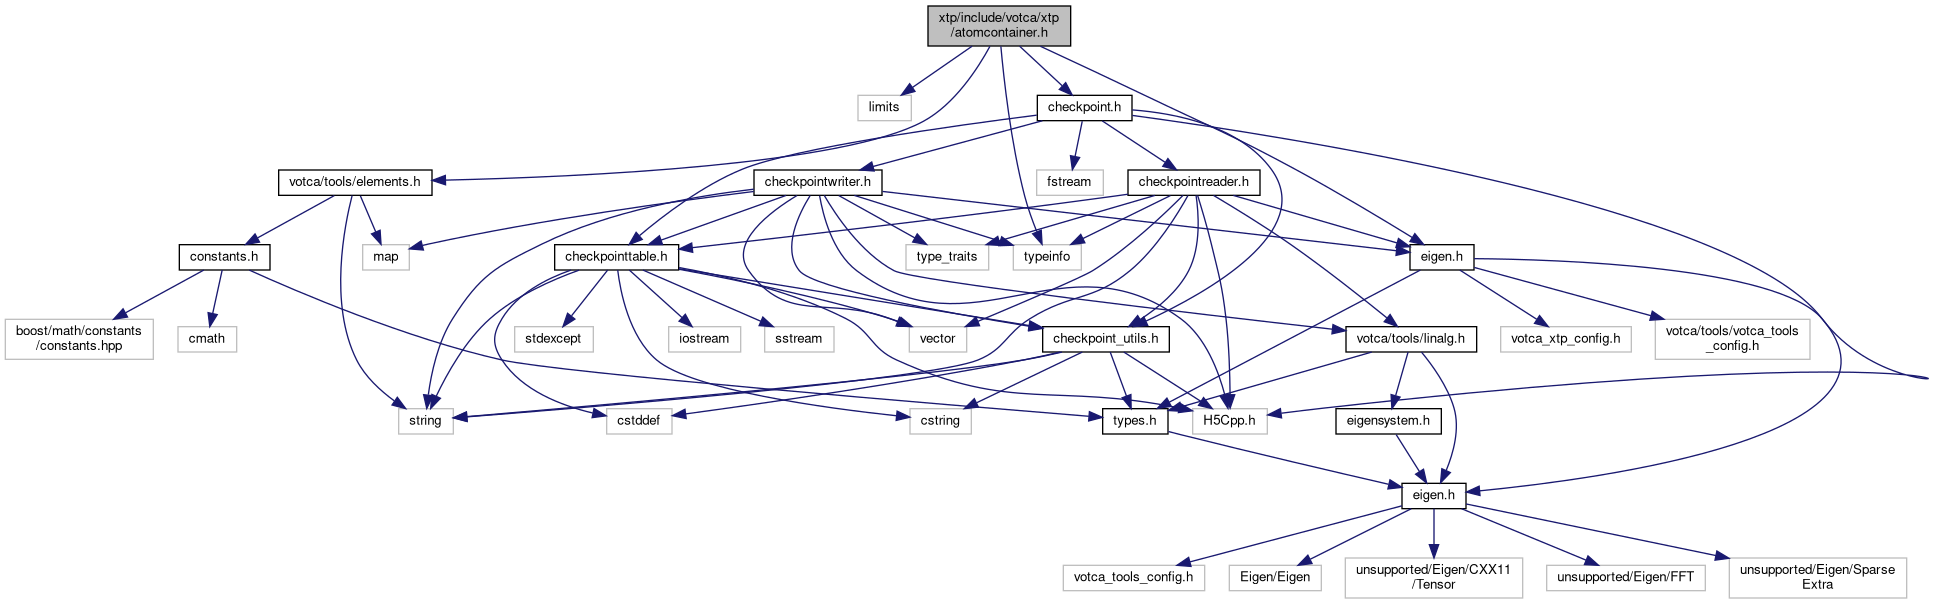 xtp/include/votca/xtp
/atomcontainer.h
limits
checkpoint.h
votca/tools/elements.h
checkpointwriter.h
fstream
checkpointreader.h
constants.h
map
checkpointtable.h
type_traits
typeinfo
eigen.h
boost/math/constants
/constants.hpp
cmath
stdexcept
iostream
sstream
vector
checkpoint_utils.h
votca/tools/linalg.h
votca_xtp_config.h
votca/tools/votca_tools
_config.h
string
cstddef
cstring
types.h
H5Cpp.h
eigensystem.h
eigen.h
votca_tools_config.h
Eigen/Eigen
unsupported/Eigen/CXX11
/Tensor
unsupported/Eigen/FFT
unsupported/Eigen/Sparse
Extra